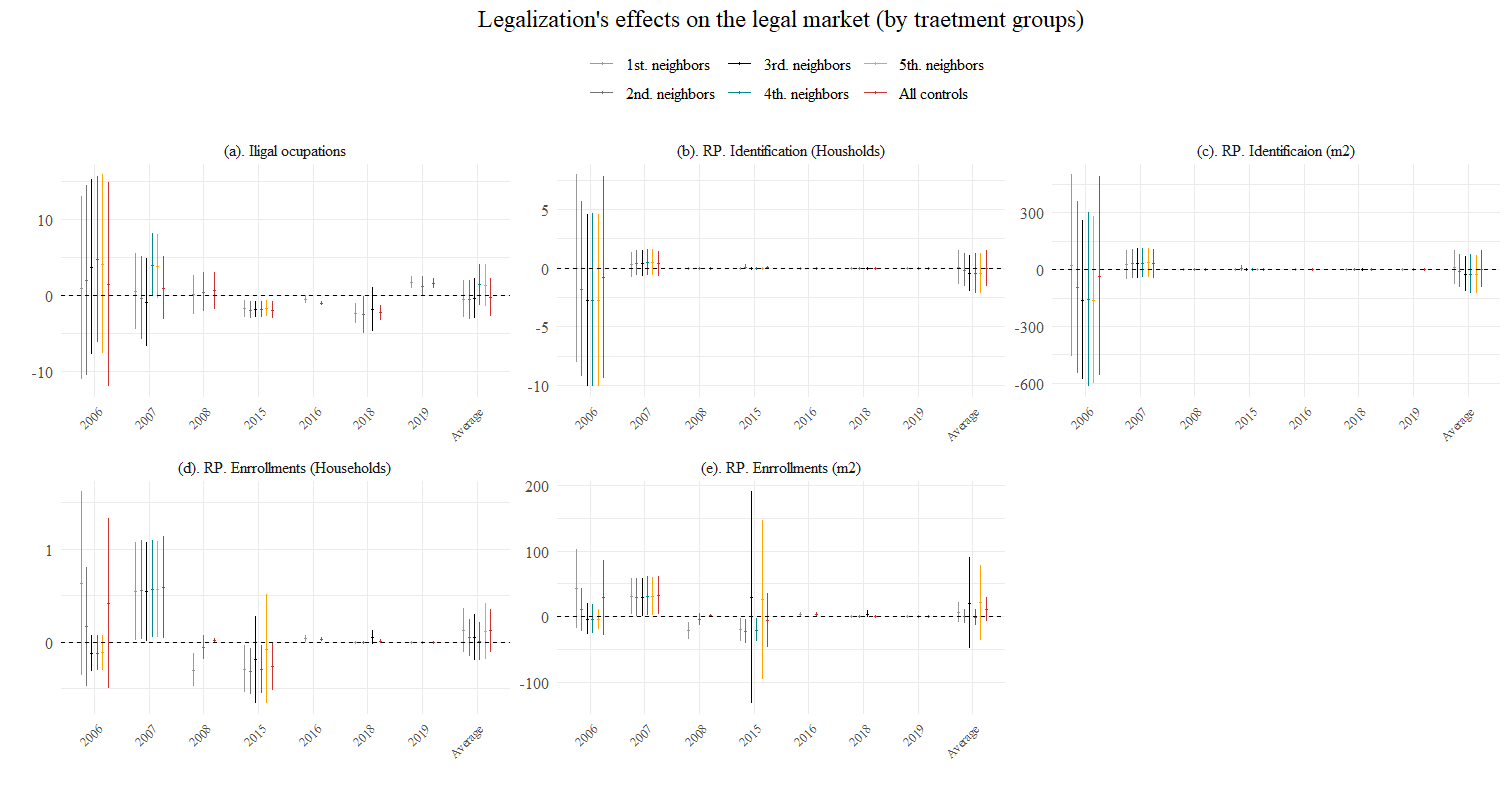 Legalization's effects on the legal market (by traetment groups)
1st. neighbors 3rd. neighbors 5th. neighbors
2nd. neighbors 4th. neighbors All controls
(a). Iligal ocupations
10
0
-10
2006 2007 2008 2015 2016 2018 2019 Average
(b). RP. Identification (Housholds)
5
0
-5
-10
2006 2007 2008 2015 2016 2018 2019 Average
(c). RP. Identificaion (m2)
300
0
-300
-600
2006 2007 2008 2015 2016 2018 2019 Average
(d). RP. Enrrollments (Households)
1
0
2006 2007 2008 2015 2016 2018 2019 Average
(e). RP. Enrrollments (m2)
200
100
0
-100
2006 2007 2008 2015 2016 2018 2019 Average